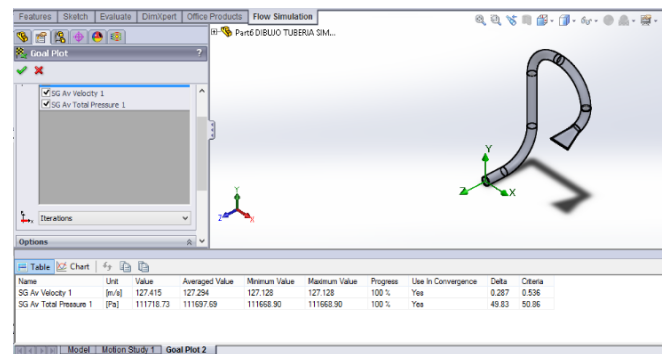 Features Sketch Evaluate DimXpert Office Products Flow Simulation
Part6 DIBUJO TUBERIA SIM...
Goal Plot ?
SG Av Velocity 1
SG Av Total Pressure 1
Iterations
Options
Y
Z
X
Y
Z
X
Table Chart
Name Unit Value Averaged Value Minimum Value Maximum Value Progress Use In Convergence Delta Criteria
SG Av Velocity 1 [m/s] 127.415 127.294 127.128 127.128 100 % Yes 0.287 0.536
SG Av Total Pressure 1 [Pa] 111718.73 111697.69 111668.90 111668.90 100 % Yes 49.83 50.86
Model Motion Study 1 Goal Plot 2